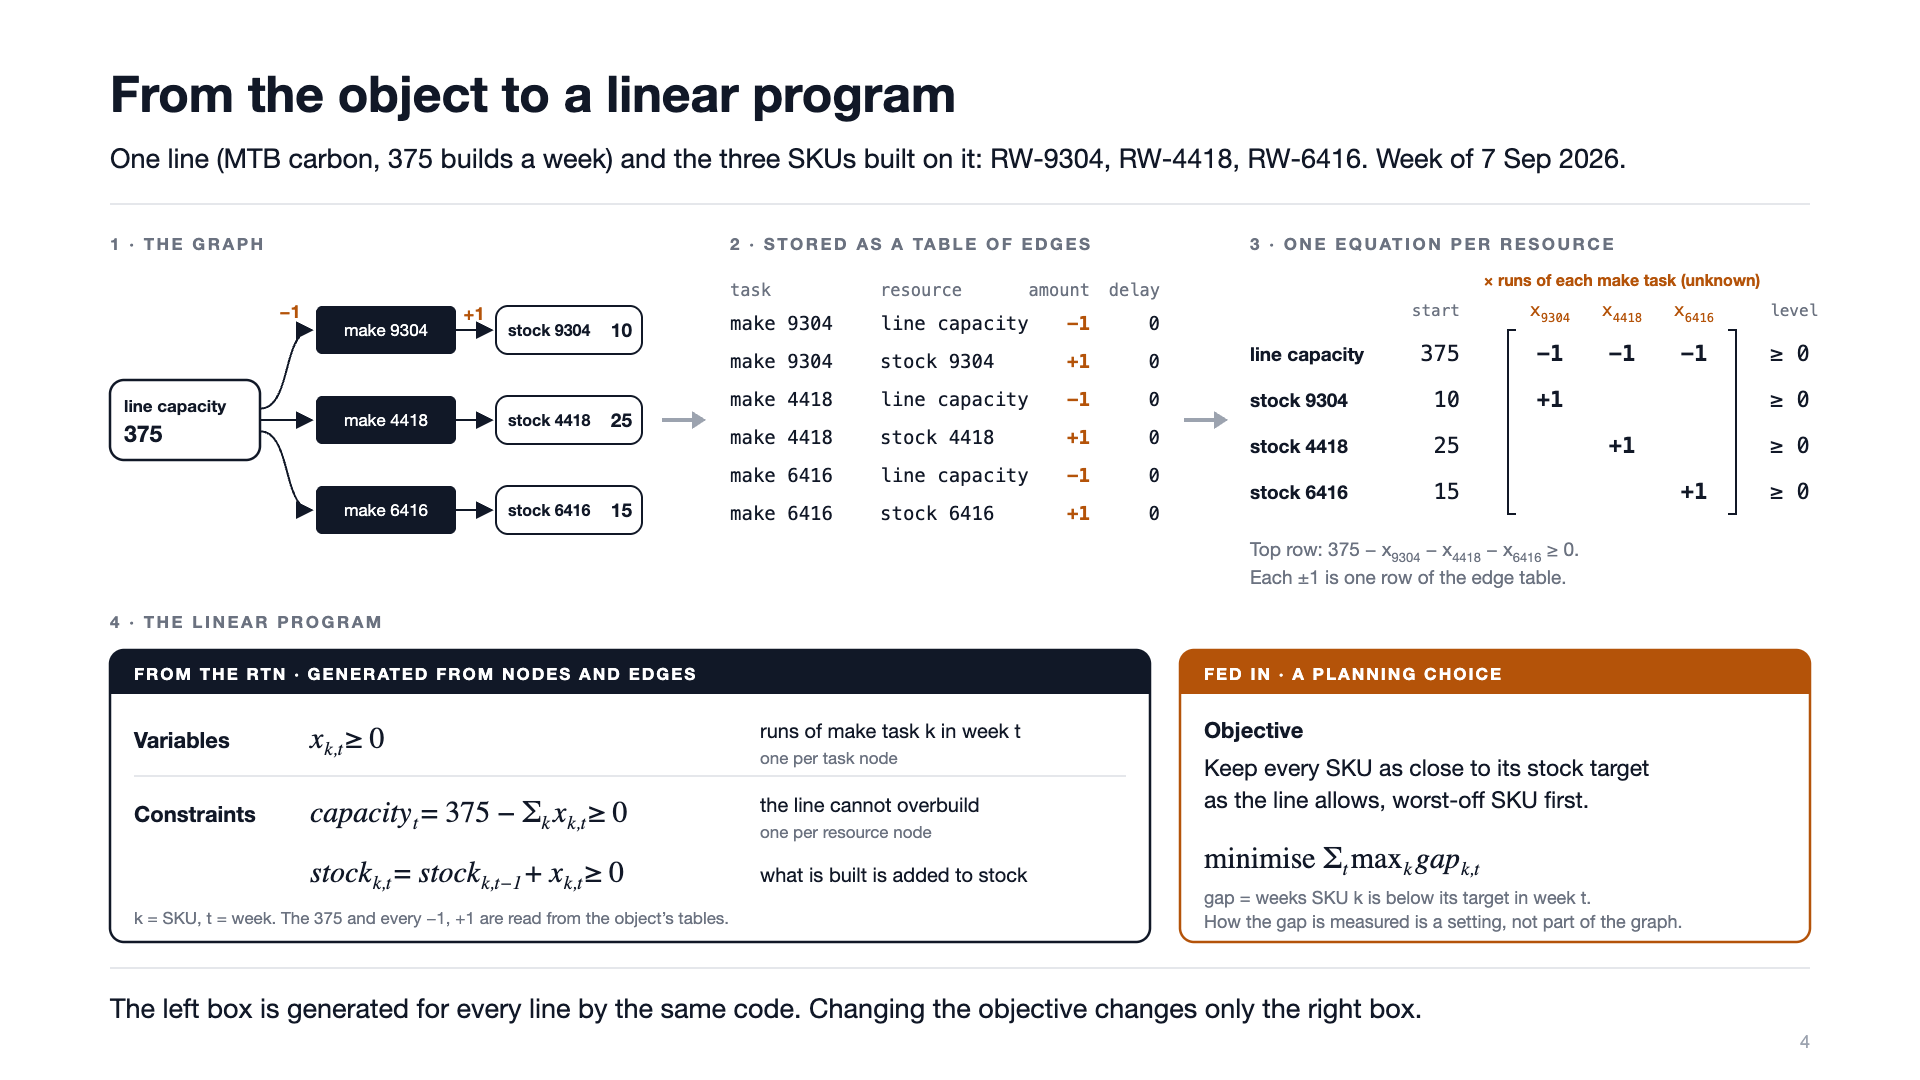 From the object to a linear program
One line (MTB carbon, 375 builds a week) and the three SKUs built on it: RW-9304, RW-4418, RW-6416. Week of 7 Sep 2026.
1 · THE GRAPH
line capacity
375
−1
make 9304
+1
stock 9304 10
make 4418
stock 4418 25
make 6416
stock 6416 15
2 · STORED AS A TABLE OF EDGES
task resource amount delay
make 9304 line capacity −1 0
make 9304 stock 9304 +1 0
make 4418 line capacity −1 0
make 4418 stock 4418 +1 0
make 6416 line capacity −1 0
make 6416 stock 6416 +1 0
3 · ONE EQUATION PER RESOURCE
× runs of each make task (unknown)
start x9304 x4418 x6416 level
line capacity 375 −1 −1 −1 ≥ 0
stock 9304 10 +1 ≥ 0
stock 4418 25 +1 ≥ 0
stock 6416 15 +1 ≥ 0
Top row: 375 − x9304 − x4418 − x6416 ≥ 0.
Each ±1 is one row of the edge table.
4 · THE LINEAR PROGRAM
FROM THE RTN · GENERATED FROM NODES AND EDGES
Variables xk,t ≥ 0 runs of make task k in week t
one per task node
Constraints capacityt = 375 − Σk xk,t ≥ 0 the line cannot overbuild
one per resource node
stockk,t = stockk,t−1 + xk,t ≥ 0 what is built is added to stock
k = SKU, t = week. The 375 and every −1, +1 are read from the object’s tables.
FED IN · A PLANNING CHOICE
Objective
Keep every SKU as close to its stock target
as the line allows, worst-off SKU first.
minimise Σt maxk gapk,t
gap = weeks SKU k is below its target in week t.
How the gap is measured is a setting, not part of the graph.
The left box is generated for every line by the same code. Changing the objective changes only the right box.
4